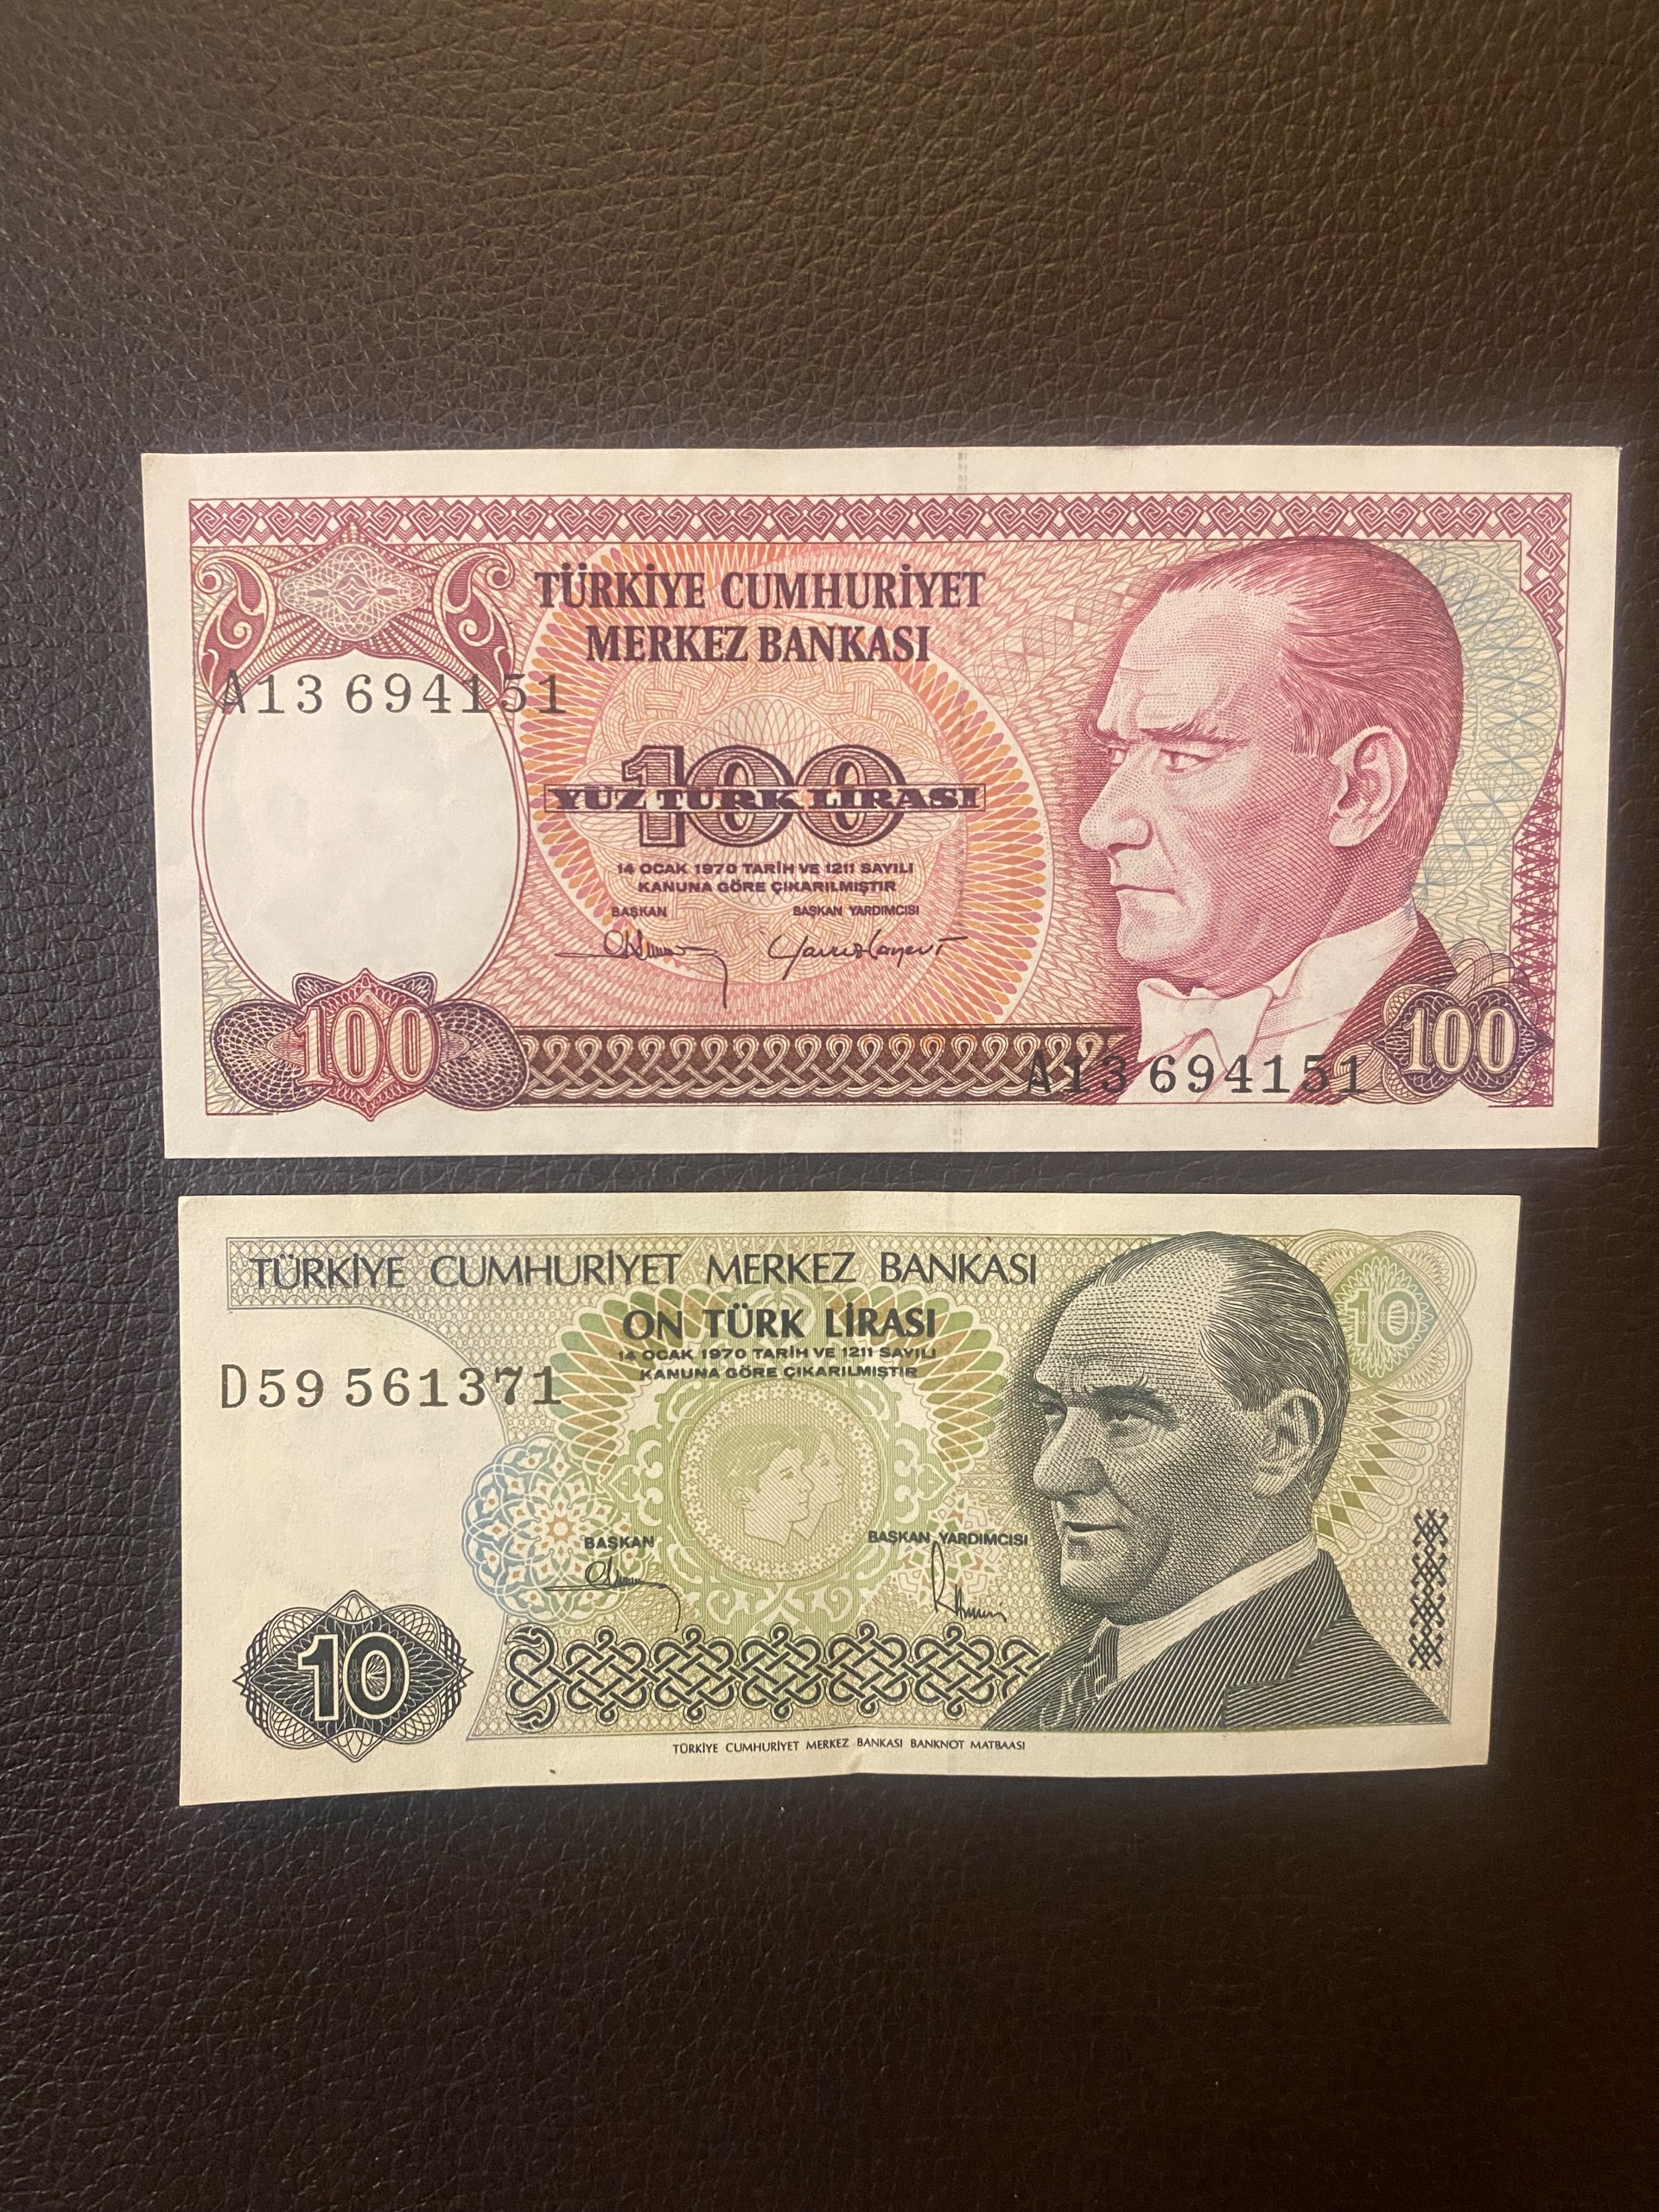 TÜRKİYE CUMHURİYET
MERKEZ BANKASI
A13 694151
100
YÜZ TÜRK LİRASI
14 OCAK 1970 TARİH VE 1211 SAYILI
KANUNA GÖRE ÇIKARILMIŞTIR
BAŞKAN BAŞKAN YARDIMCISI
100
100
A13 694151
TÜRKİYE CUMHURİYET MERKEZ BANKASI
ON TÜRK LİRASI
10
14 OCAK 1970 TARİH VE 1211 SAYILI
KANUNA GÖRE ÇIKARILMIŞTIR
D59 561371
BAŞKAN BAŞKAN YARDIMCISI
10
TÜRKİYE CUMHURİYET MERKEZ BANKASI BANKNOT MATBAASI